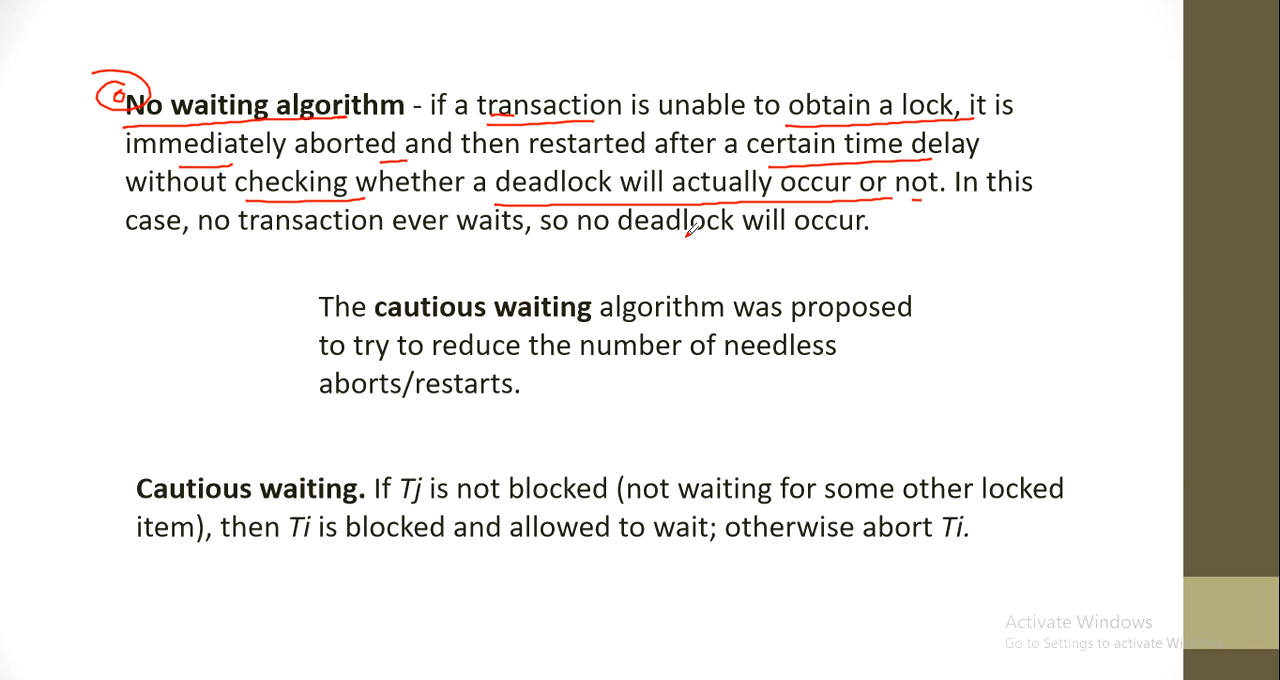 No waiting algorithm - if a transaction is unable to obtain a lock, it is
immediately aborted and then restarted after a certain time delay
without checking whether a deadlock will actually occur or not. In this
case, no transaction ever waits, so no deadlock will occur.
The cautious waiting algorithm was proposed
to try to reduce the number of needless
aborts/restarts.
Cautious waiting. If Tj is not blocked (not waiting for some other locked
item), then Ti is blocked and allowed to wait; otherwise abort Ti.
Activate Windows
Go to Settings to activate